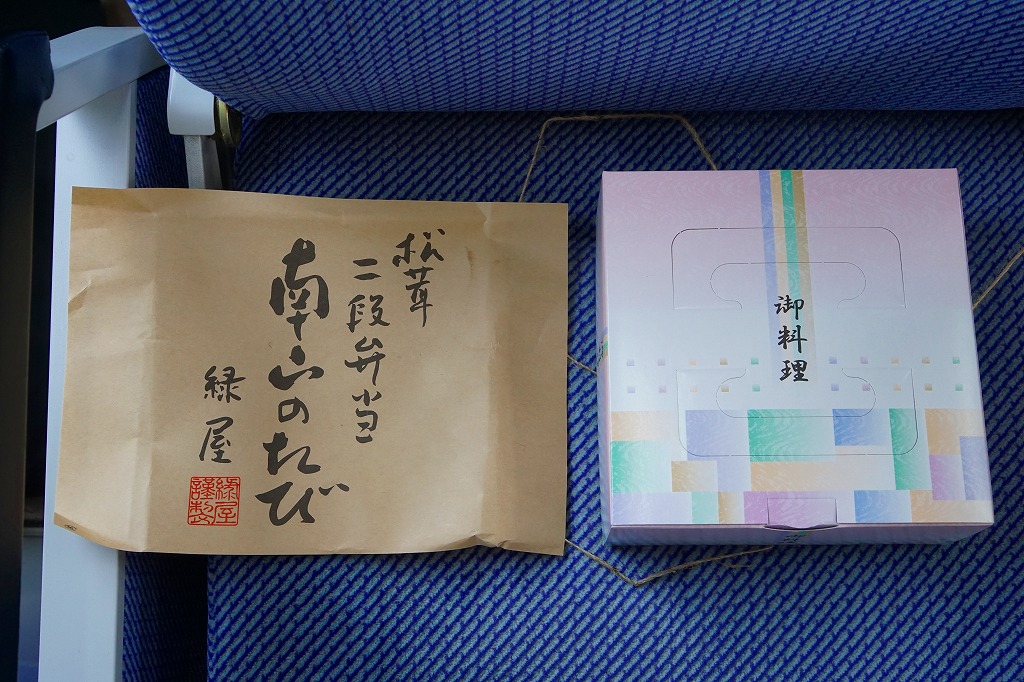 松茸
二段弁当
南山のたび
緑屋
緑屋
謹製
御料理